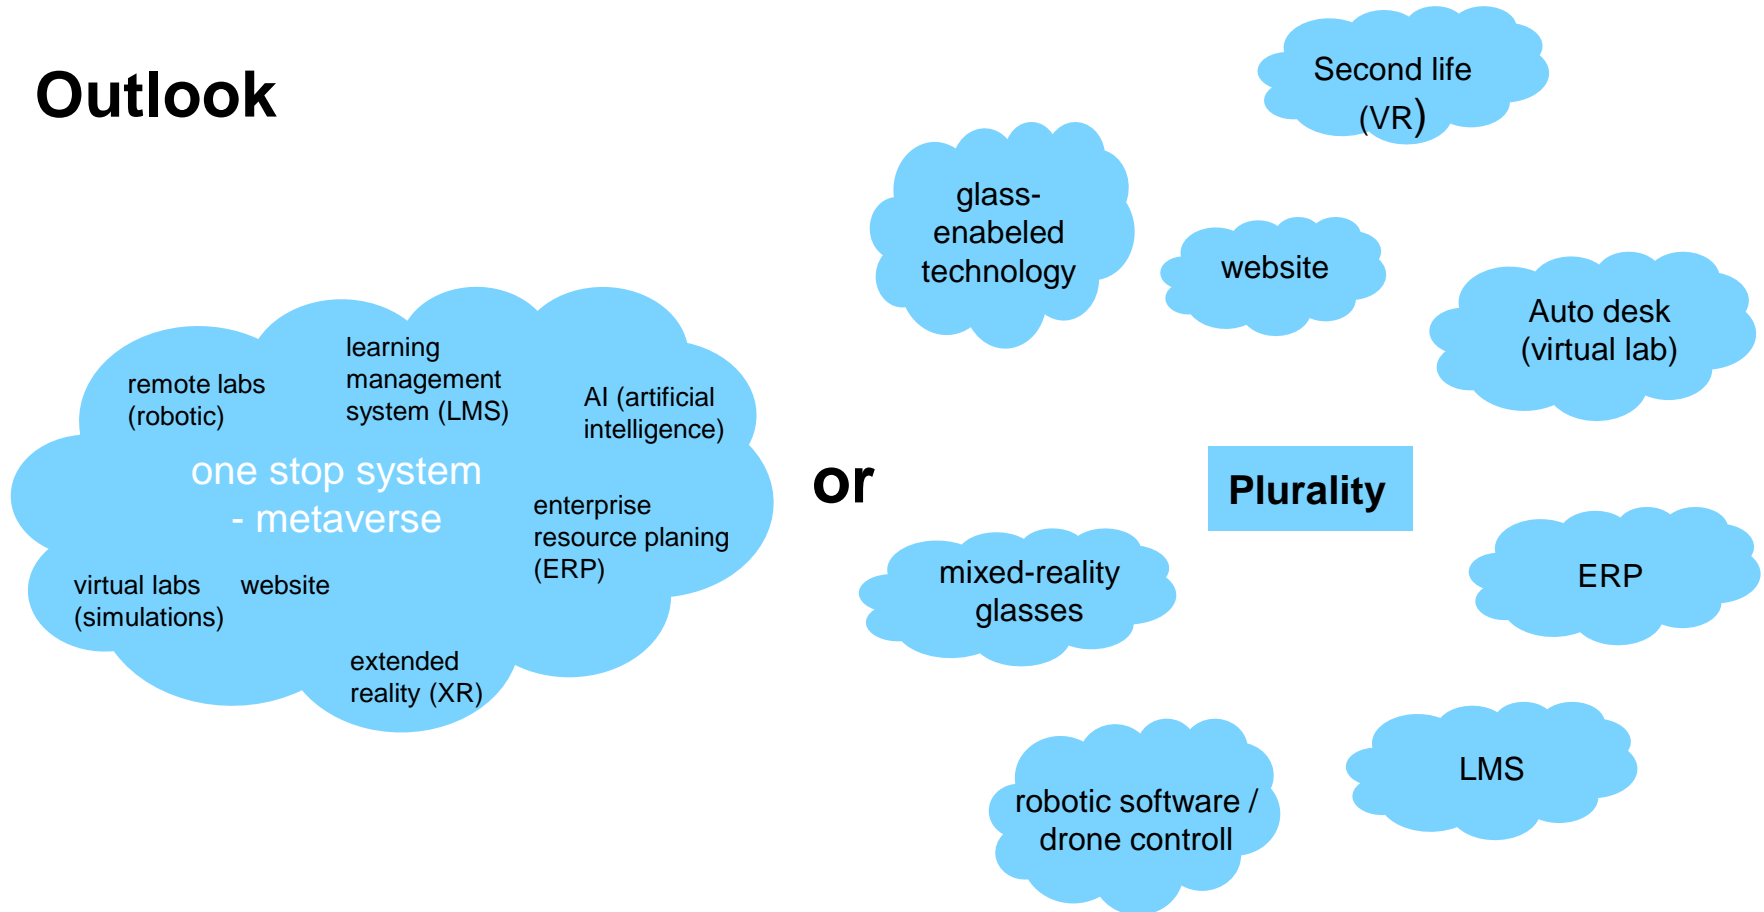 Outlook
learning
management
system (LMS)
remote labs
(robotic)
AI (artificial
intelligence)
one stop system
- metaverse
enterprise
resource planing
(ERP)
virtual labs
(simulations)
website
extended
reality (XR)
or
Second life
(VR)
glass-
enabeled
technology
website
Auto desk
(virtual lab)
Plurality
mixed-reality
glasses
ERP
LMS
robotic software /
drone controll